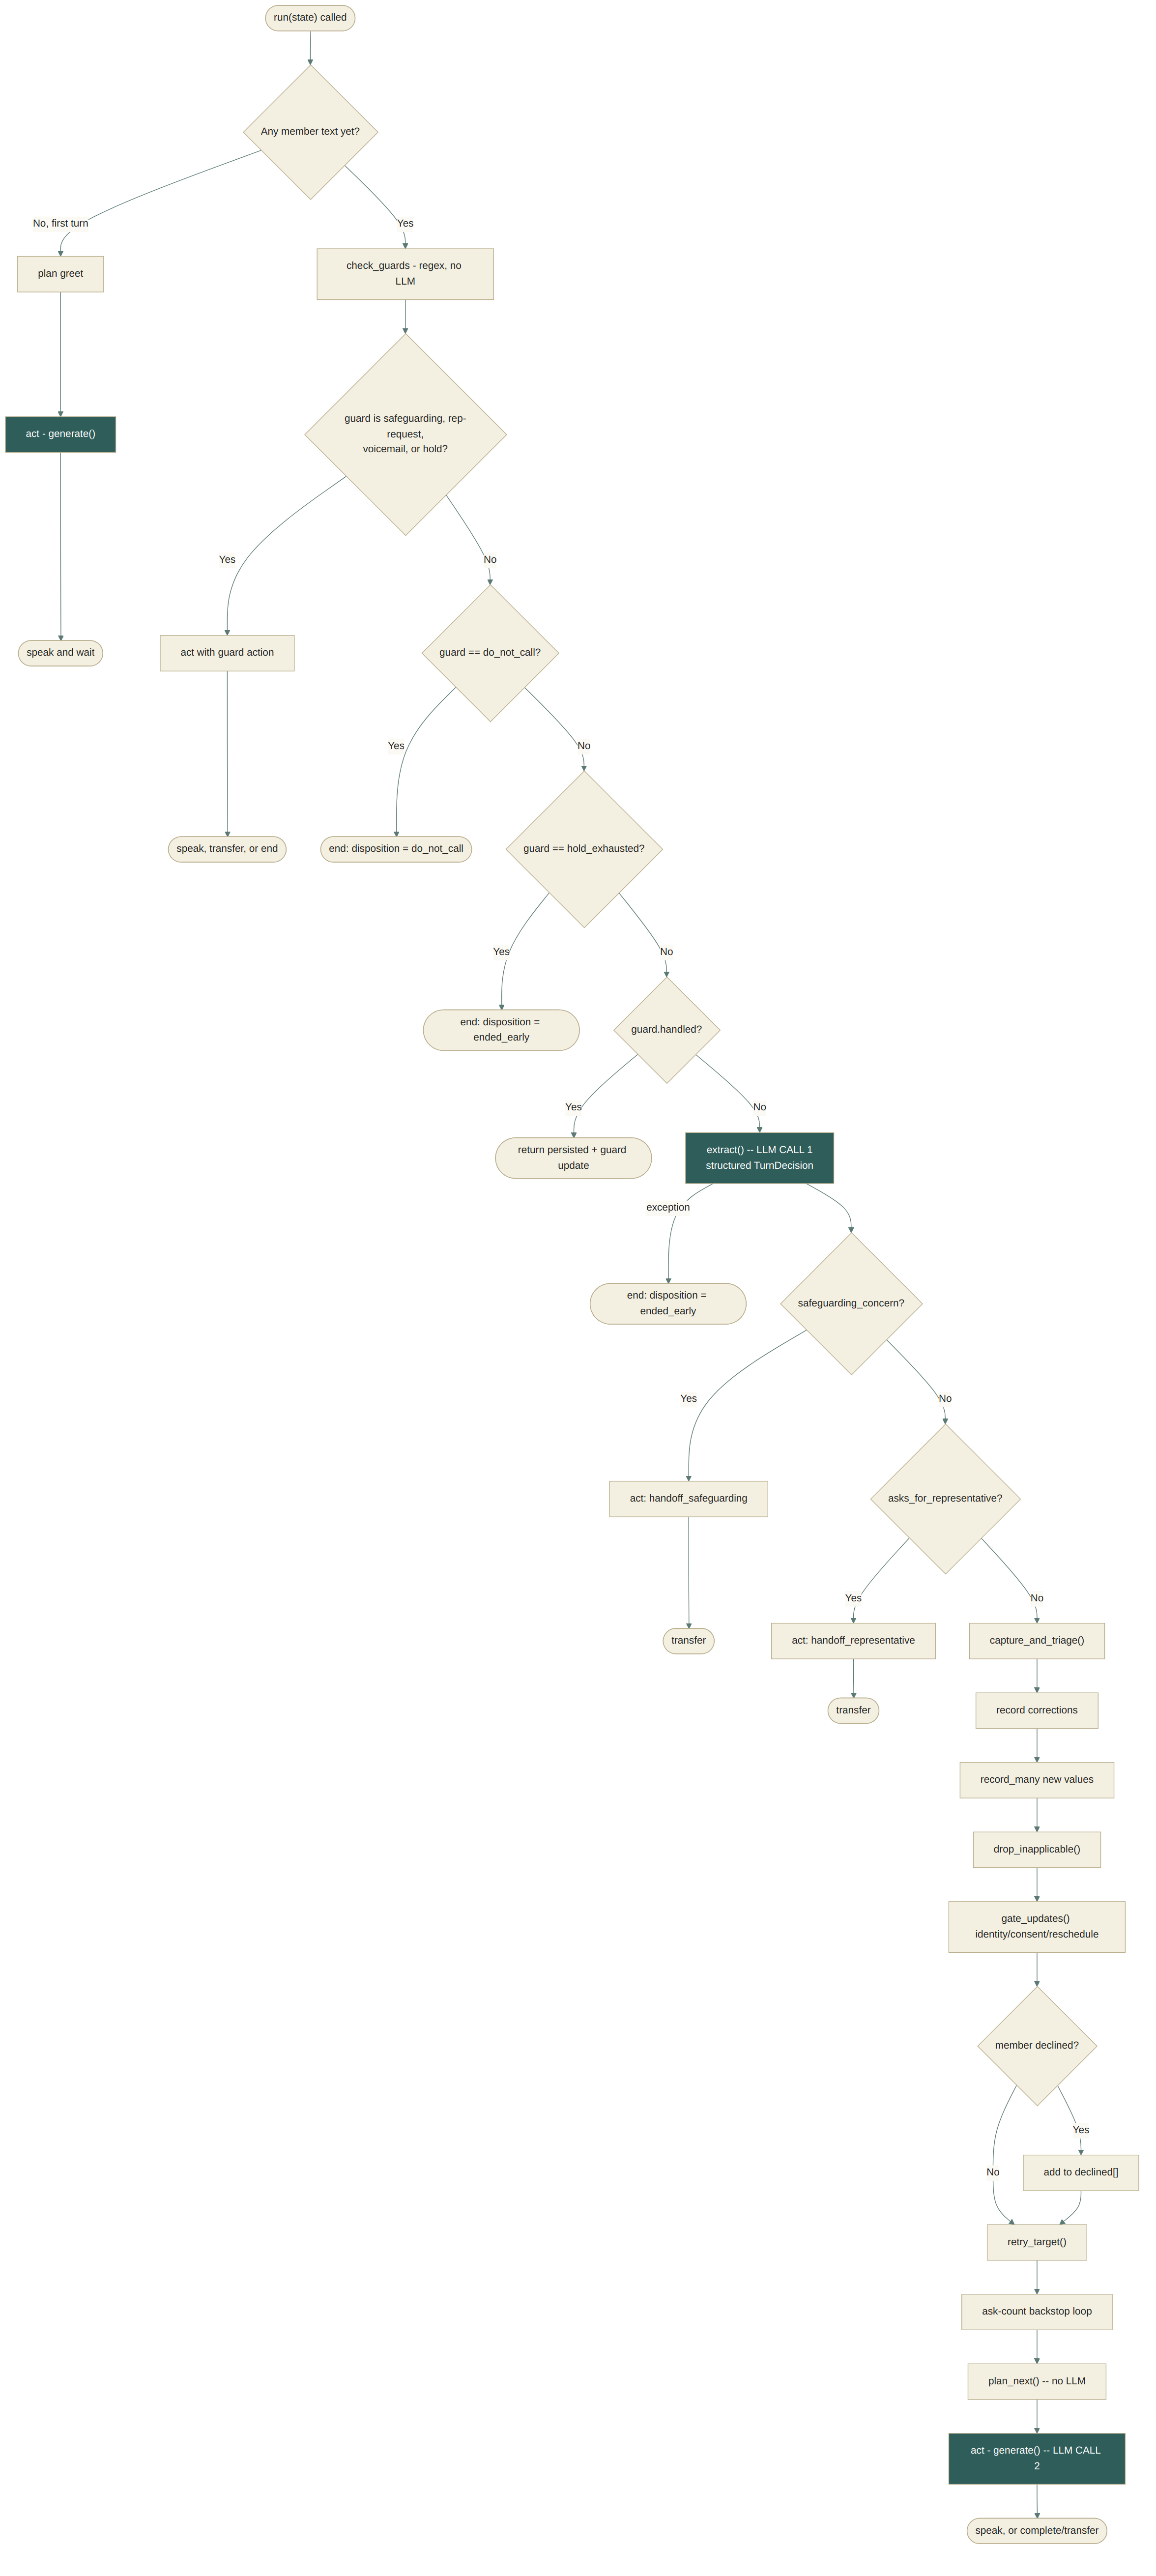 run(state) called
Any member text yet?
No, first turn
Yes
plan greet
check_guards - regex, no
LLM
act - generate()
guard is safeguarding, rep-
request,
voicemail, or hold?
Yes
No
speak and wait
act with guard action
guard == do_not_call?
Yes
No
speak, transfer, or end
end: disposition = do_not_call
guard == hold_exhausted?
Yes
No
end: disposition =
ended_early
guard.handled?
Yes
No
return persisted + guard
update
extract() -- LLM CALL 1
structured TurnDecision
exception
end: disposition =
ended_early
safeguarding_concern?
Yes
No
act: handoff_safeguarding
asks_for_representative?
Yes
No
transfer
act: handoff_representative
capture_and_triage()
transfer
record corrections
record_many new values
drop_inapplicable()
gate_updates()
identity/consent/reschedule
member declined?
Yes
No
add to declined[]
retry_target()
ask-count backstop loop
plan_next() -- no LLM
act - generate() -- LLM CALL
2
speak, or complete/transfer